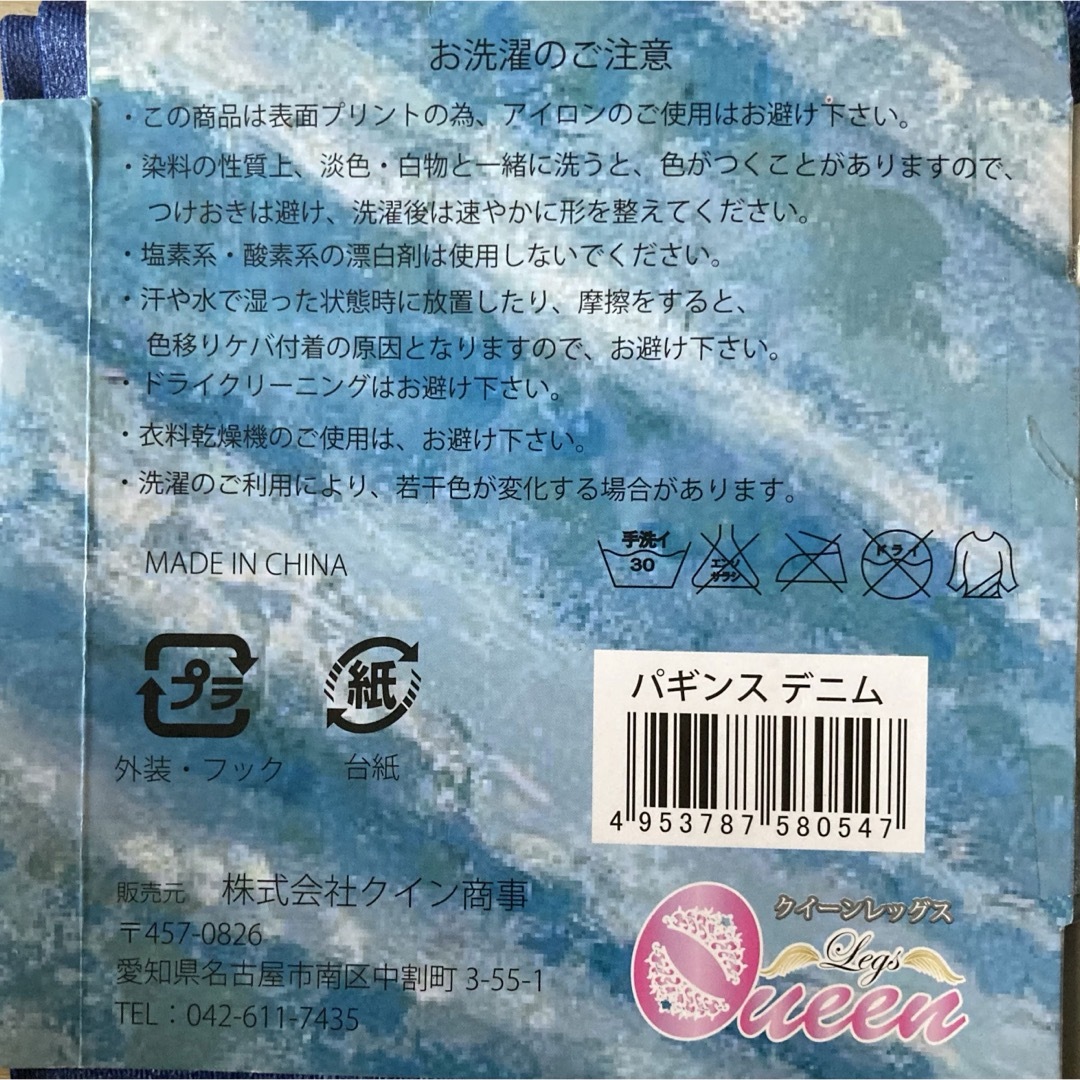 お洗濯のご注意
・この商品は表面プリントの為、アイロンのご使用はお避け下さい。
・染料の性質上、淡色・白物と一緒に洗うと、色がつくことがありますので、
つけおきは避け、洗濯後は速やかに形を整えてください。
・塩素系・酸素系の漂白剤は使用しないでください。
・汗や水で湿った状態時に放置したり、摩擦をすると、
色移りケバ付着の原因となりますので、お避け下さい。
・ドライクリーニングはお避け下さい。
・衣料乾燥機のご使用は、お避け下さい。
・洗濯のご利用により、若干色が変化する場合があります。
手洗イ
30
エンソ
サラシ
ドライ
MADE IN CHINA
プラ
紙
外装・フック
台紙
パギンス デニム
4 953787 580547
販売元 株式会社クイン商事
〒457-0826
愛知県名古屋市南区中割町 3-55-1
TEL：042-611-7435
クイーンレッグス
Legs
Queen